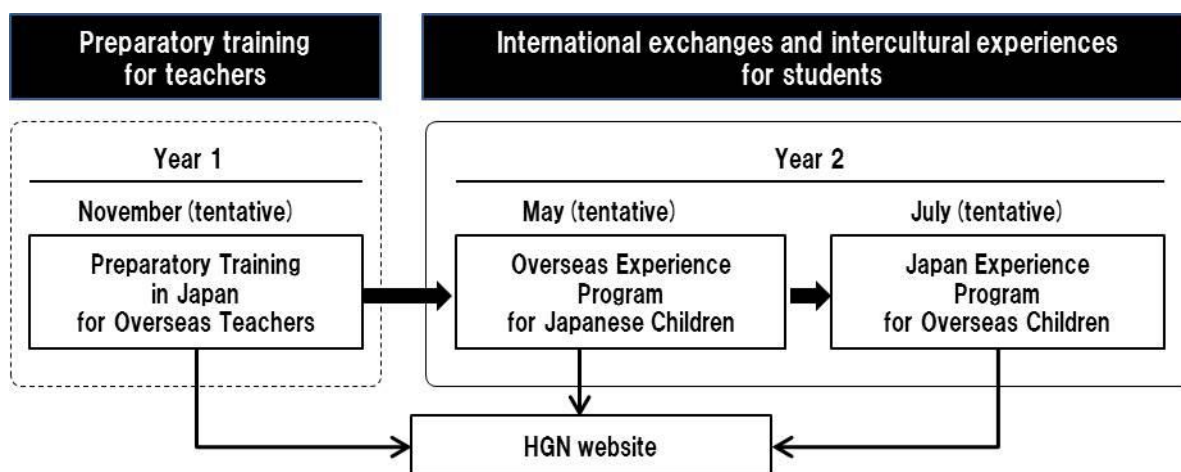 Preparatory training
for teachers
International exchanges and intercultural experiences
for students
Year 1
November (tentative)
Preparatory Training
in Japan
for Overseas Teachers
Year 2
May (tentative)
Overseas Experience
Program
for Japanese Children
July (tentative)
Japan Experience
Program
for Overseas Children
HGN website